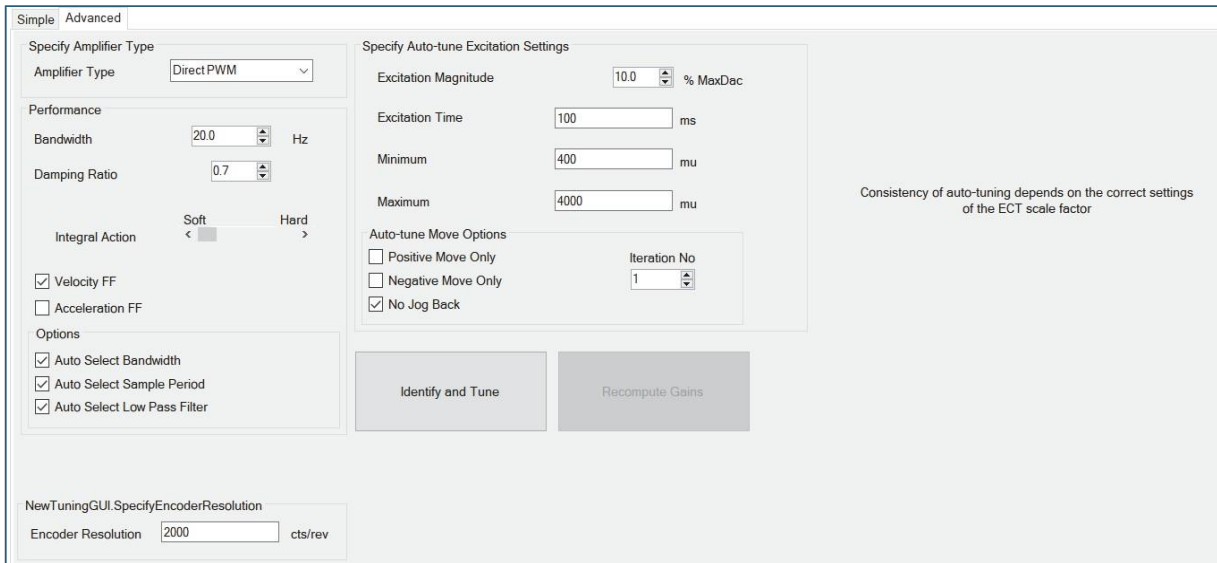 Simple Advanced
Specify Amplifier Type
Amplifier Type Direct PWM
Performance
Bandwidth 20.0 Hz
Damping Ratio 0.7
Soft Hard
Integral Action < >
Velocity FF
Acceleration FF
Options
Auto Select Bandwidth
Auto Select Sample Period
Auto Select Low Pass Filter
NewTuningGUI.SpecifyEncoderResolution
Encoder Resolution 2000 cts/rev
Specify Auto-tune Excitation Settings
Excitation Magnitude 10.0 % MaxDac
Excitation Time 100 ms
Minimum 400 mu
Maximum 4000 mu
Auto-tune Move Options
Positive Move Only
Negative Move Only
No Jog Back
Iteration No
1
Identify and Tune
Recompute Gains
Consistency of auto-tuning depends on the correct settings
of the ECT scale factor